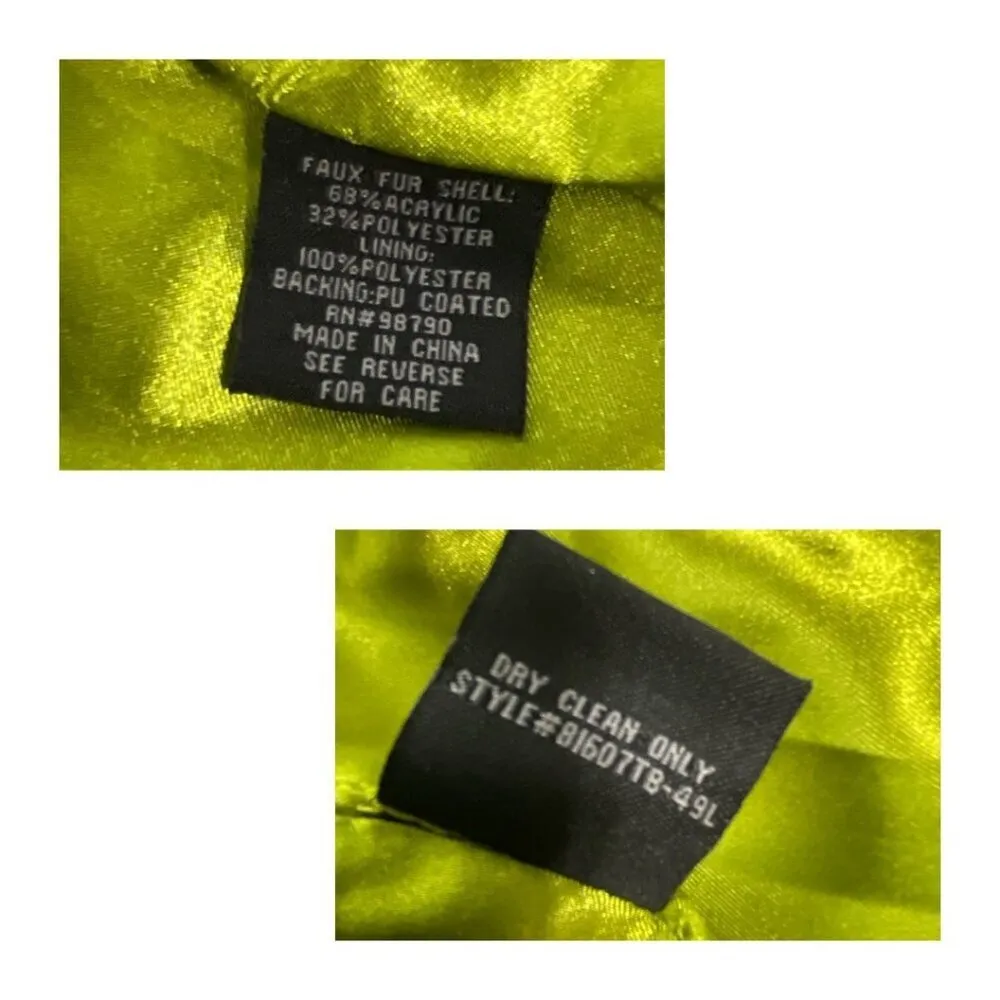 FAUX FUR SHELL:
68%ACRYLIC
32%POLYESTER
LINING:
100%POLYESTER
BACKING:PU COATED
RN#98790
MADE IN CHINA
SEE REVERSE
FOR CARE
DRY CLEAN ONLY
STYLE#81607TB-49L